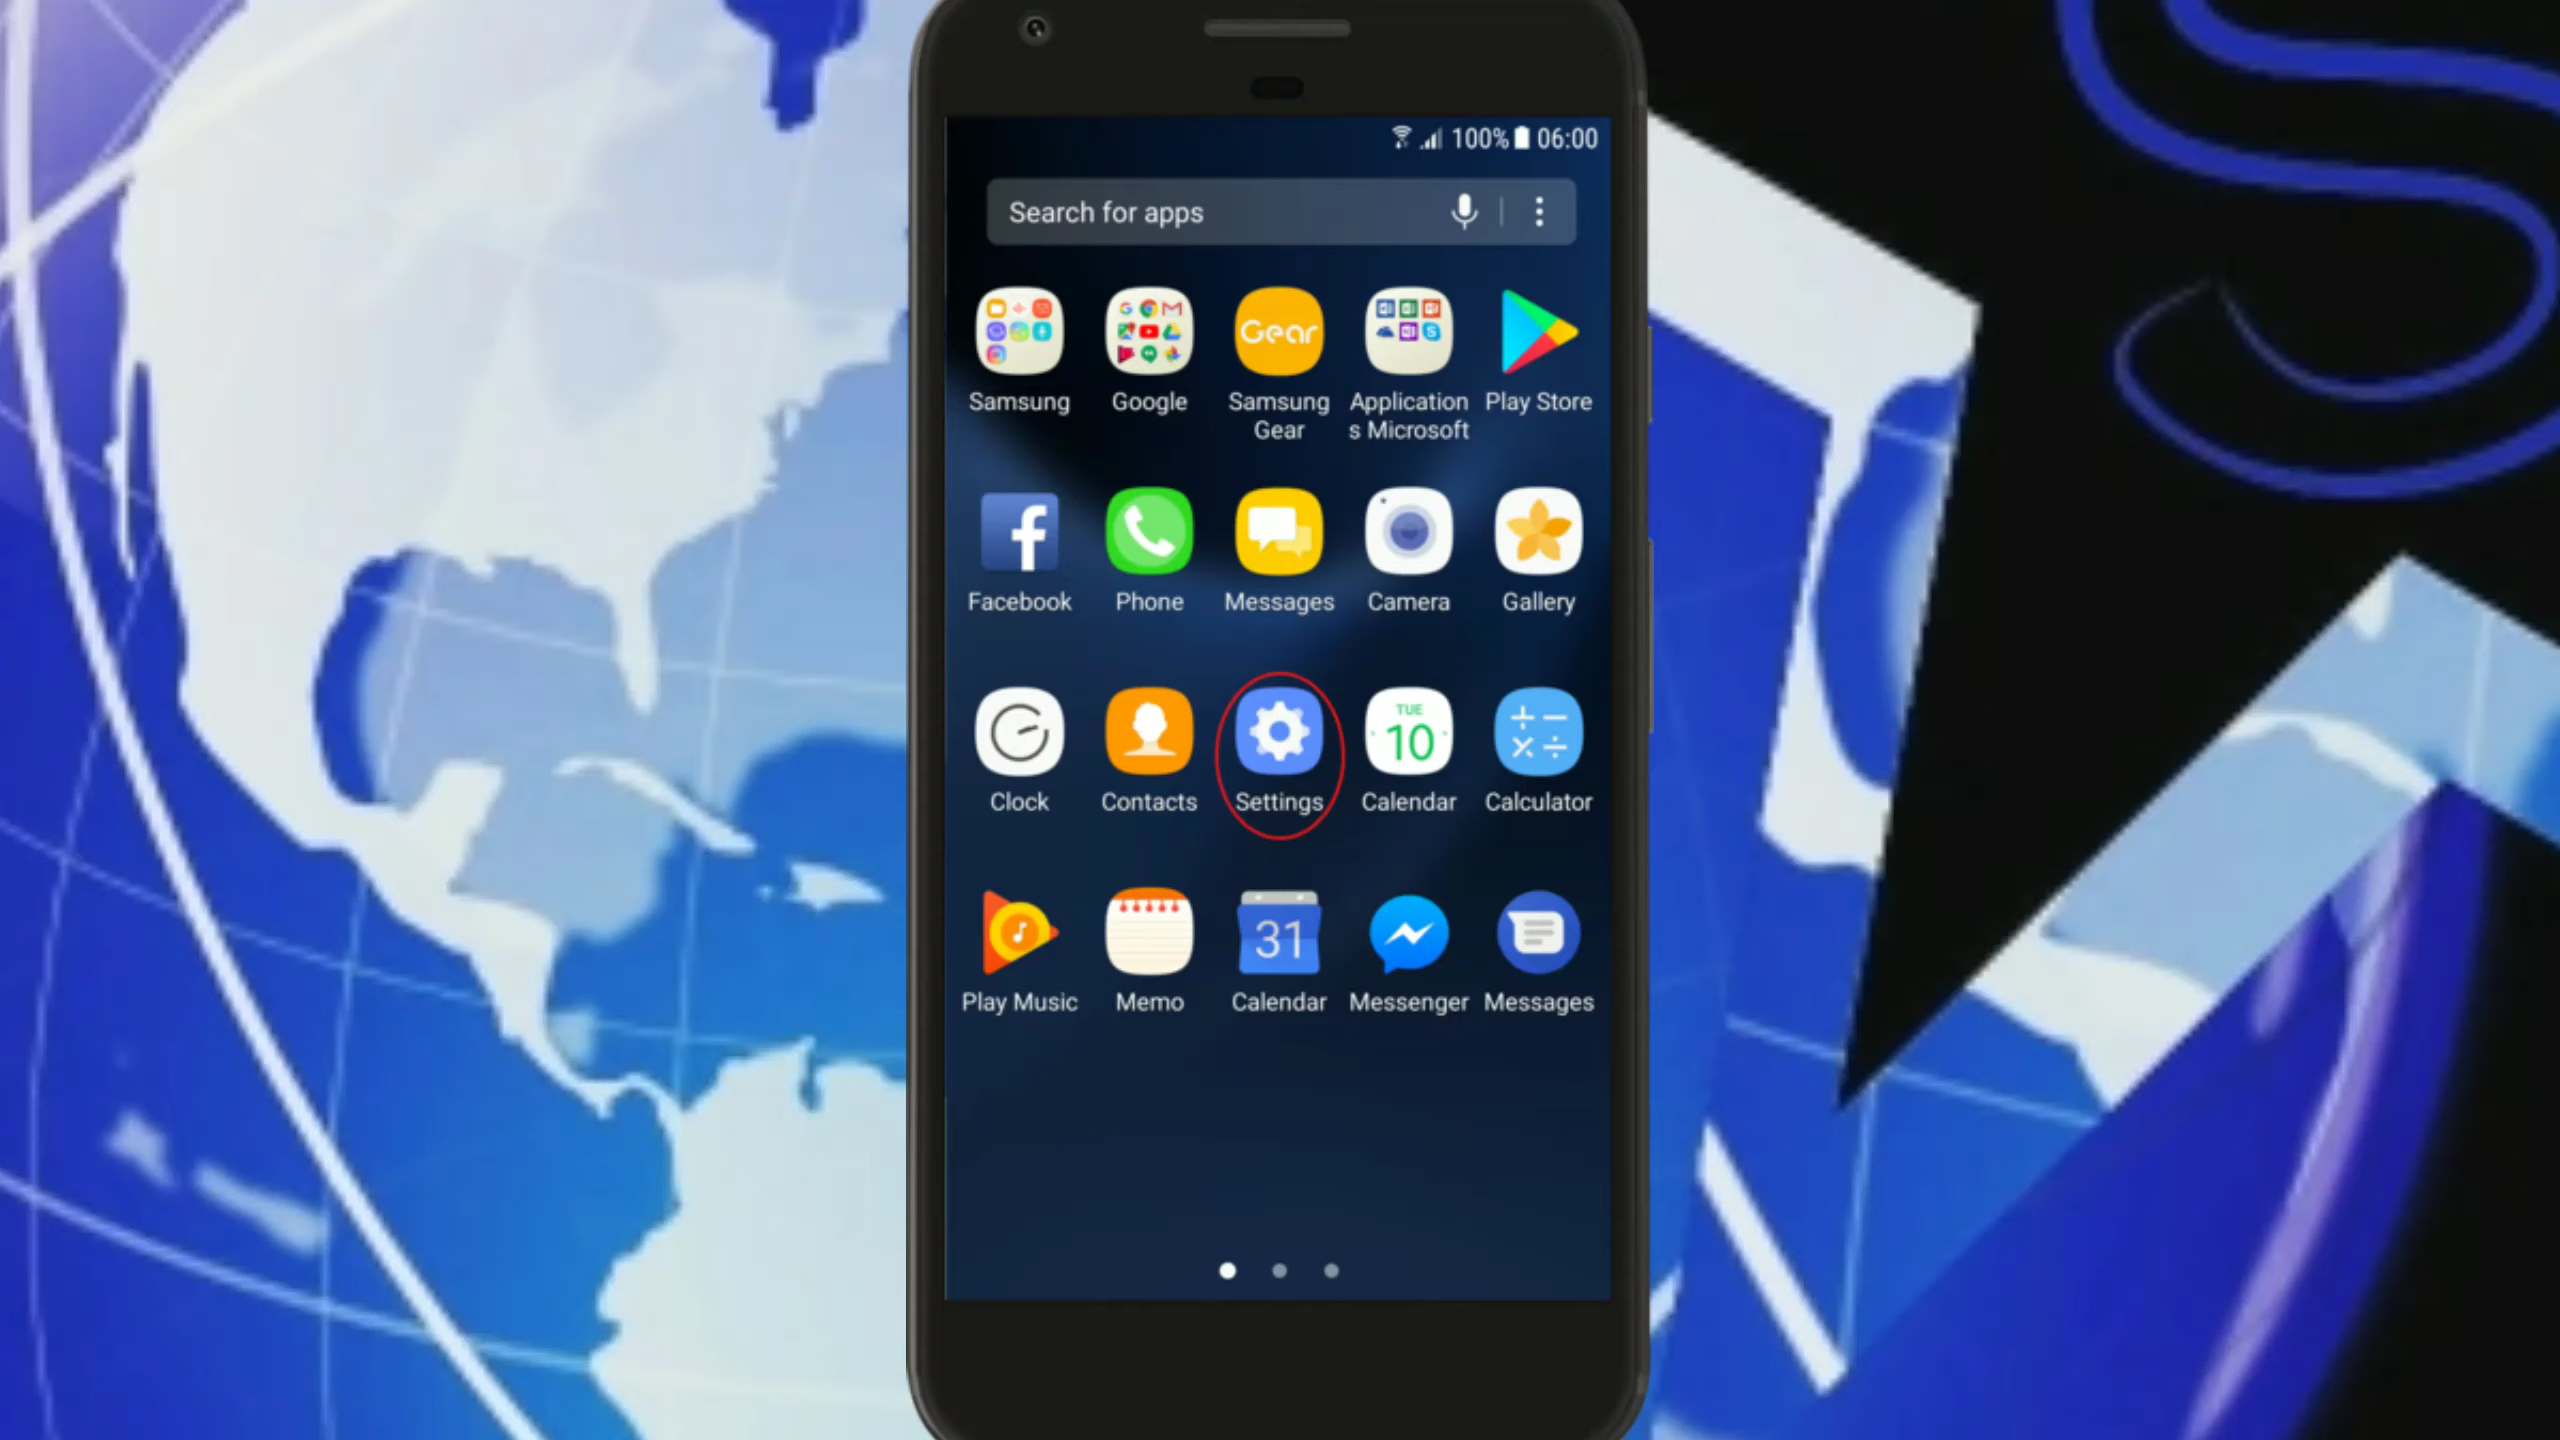 100% 06:00
Search for apps
Gear
Samsung Google Samsung Gear Applications Microsoft Play Store
Facebook Phone Messages Camera Gallery
TUE
10
Clock Contacts Settings Calendar Calculator
31
Play Music Memo Calendar Messenger Messages